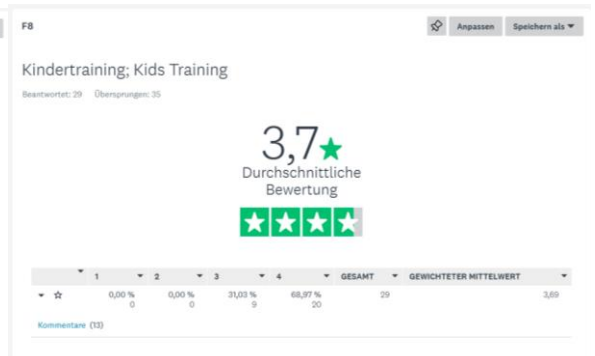 F8
Anpassen
Speichern als
Kindertraining; Kids Training
Beantwortet: 29 Übersprungen: 35
3,7
Durchschnittliche
Bewertung
1 2 3 4 GESAMT GEWICHTETER MITTELWERT
0,00 % 0,00 % 31,03 % 68,97 % 29 3,69
0 0 9 20
Kommentare (13)